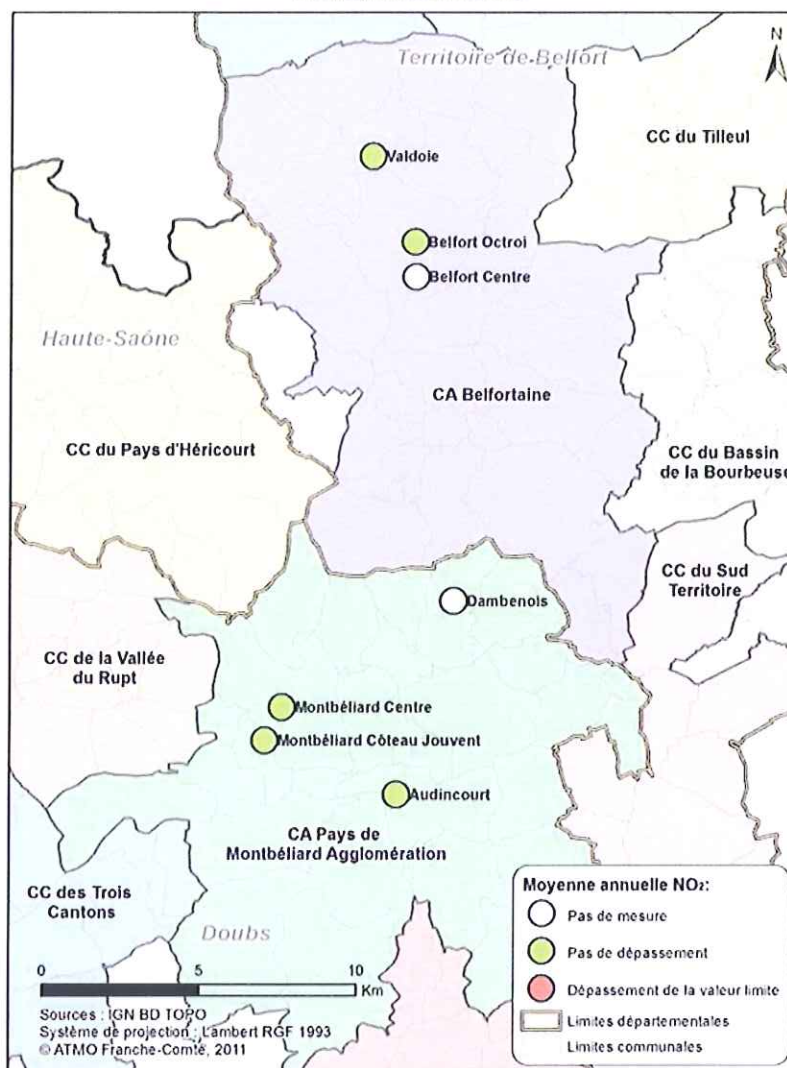 Territoire de Belfort
N
CC du Tilleul
Valdoie
Belfort Octroi
Belfort Centre
Haute-Saône
CA Belfortaine
CC du Pays d'Héricourt
CC du Bassin
de la Bourbeuse
CC du Sud
Territoire
Dambenois
CC de la Vallée
du Rupt
Montbéliard Centre
Montbéliard Côteau Jouvent
Audincourt
CA Pays de
Montbéliard Agglomération
CC des Trois
Cantons
Doubs
Moyenne annuelle NO2:
Pas de mesure
Pas de dépassement
Dépassement de la valeur limite
Limites départementales
Limites communales
0 5 10
Km
Sources : IGN BD TOPO
Système de projection : Lambert RGF 1993
© ATMO Franche-Comté, 2011